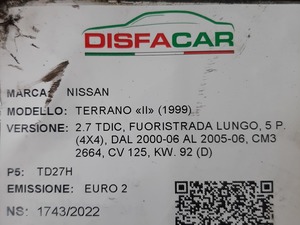 DISFACAR
MARCA: NISSAN
MODELLO: TERRANO «II» (1999)
VERSIONE: 2.7 TDIC, FUORISTRADA LUNGO, 5 P.
(4X4), DAL 2000-06 AL 2005-06, CM3
2664, CV 125, KW. 92 (D)
P5: TD27H
EMISSIONE: EURO 2
NS: 1743/2022